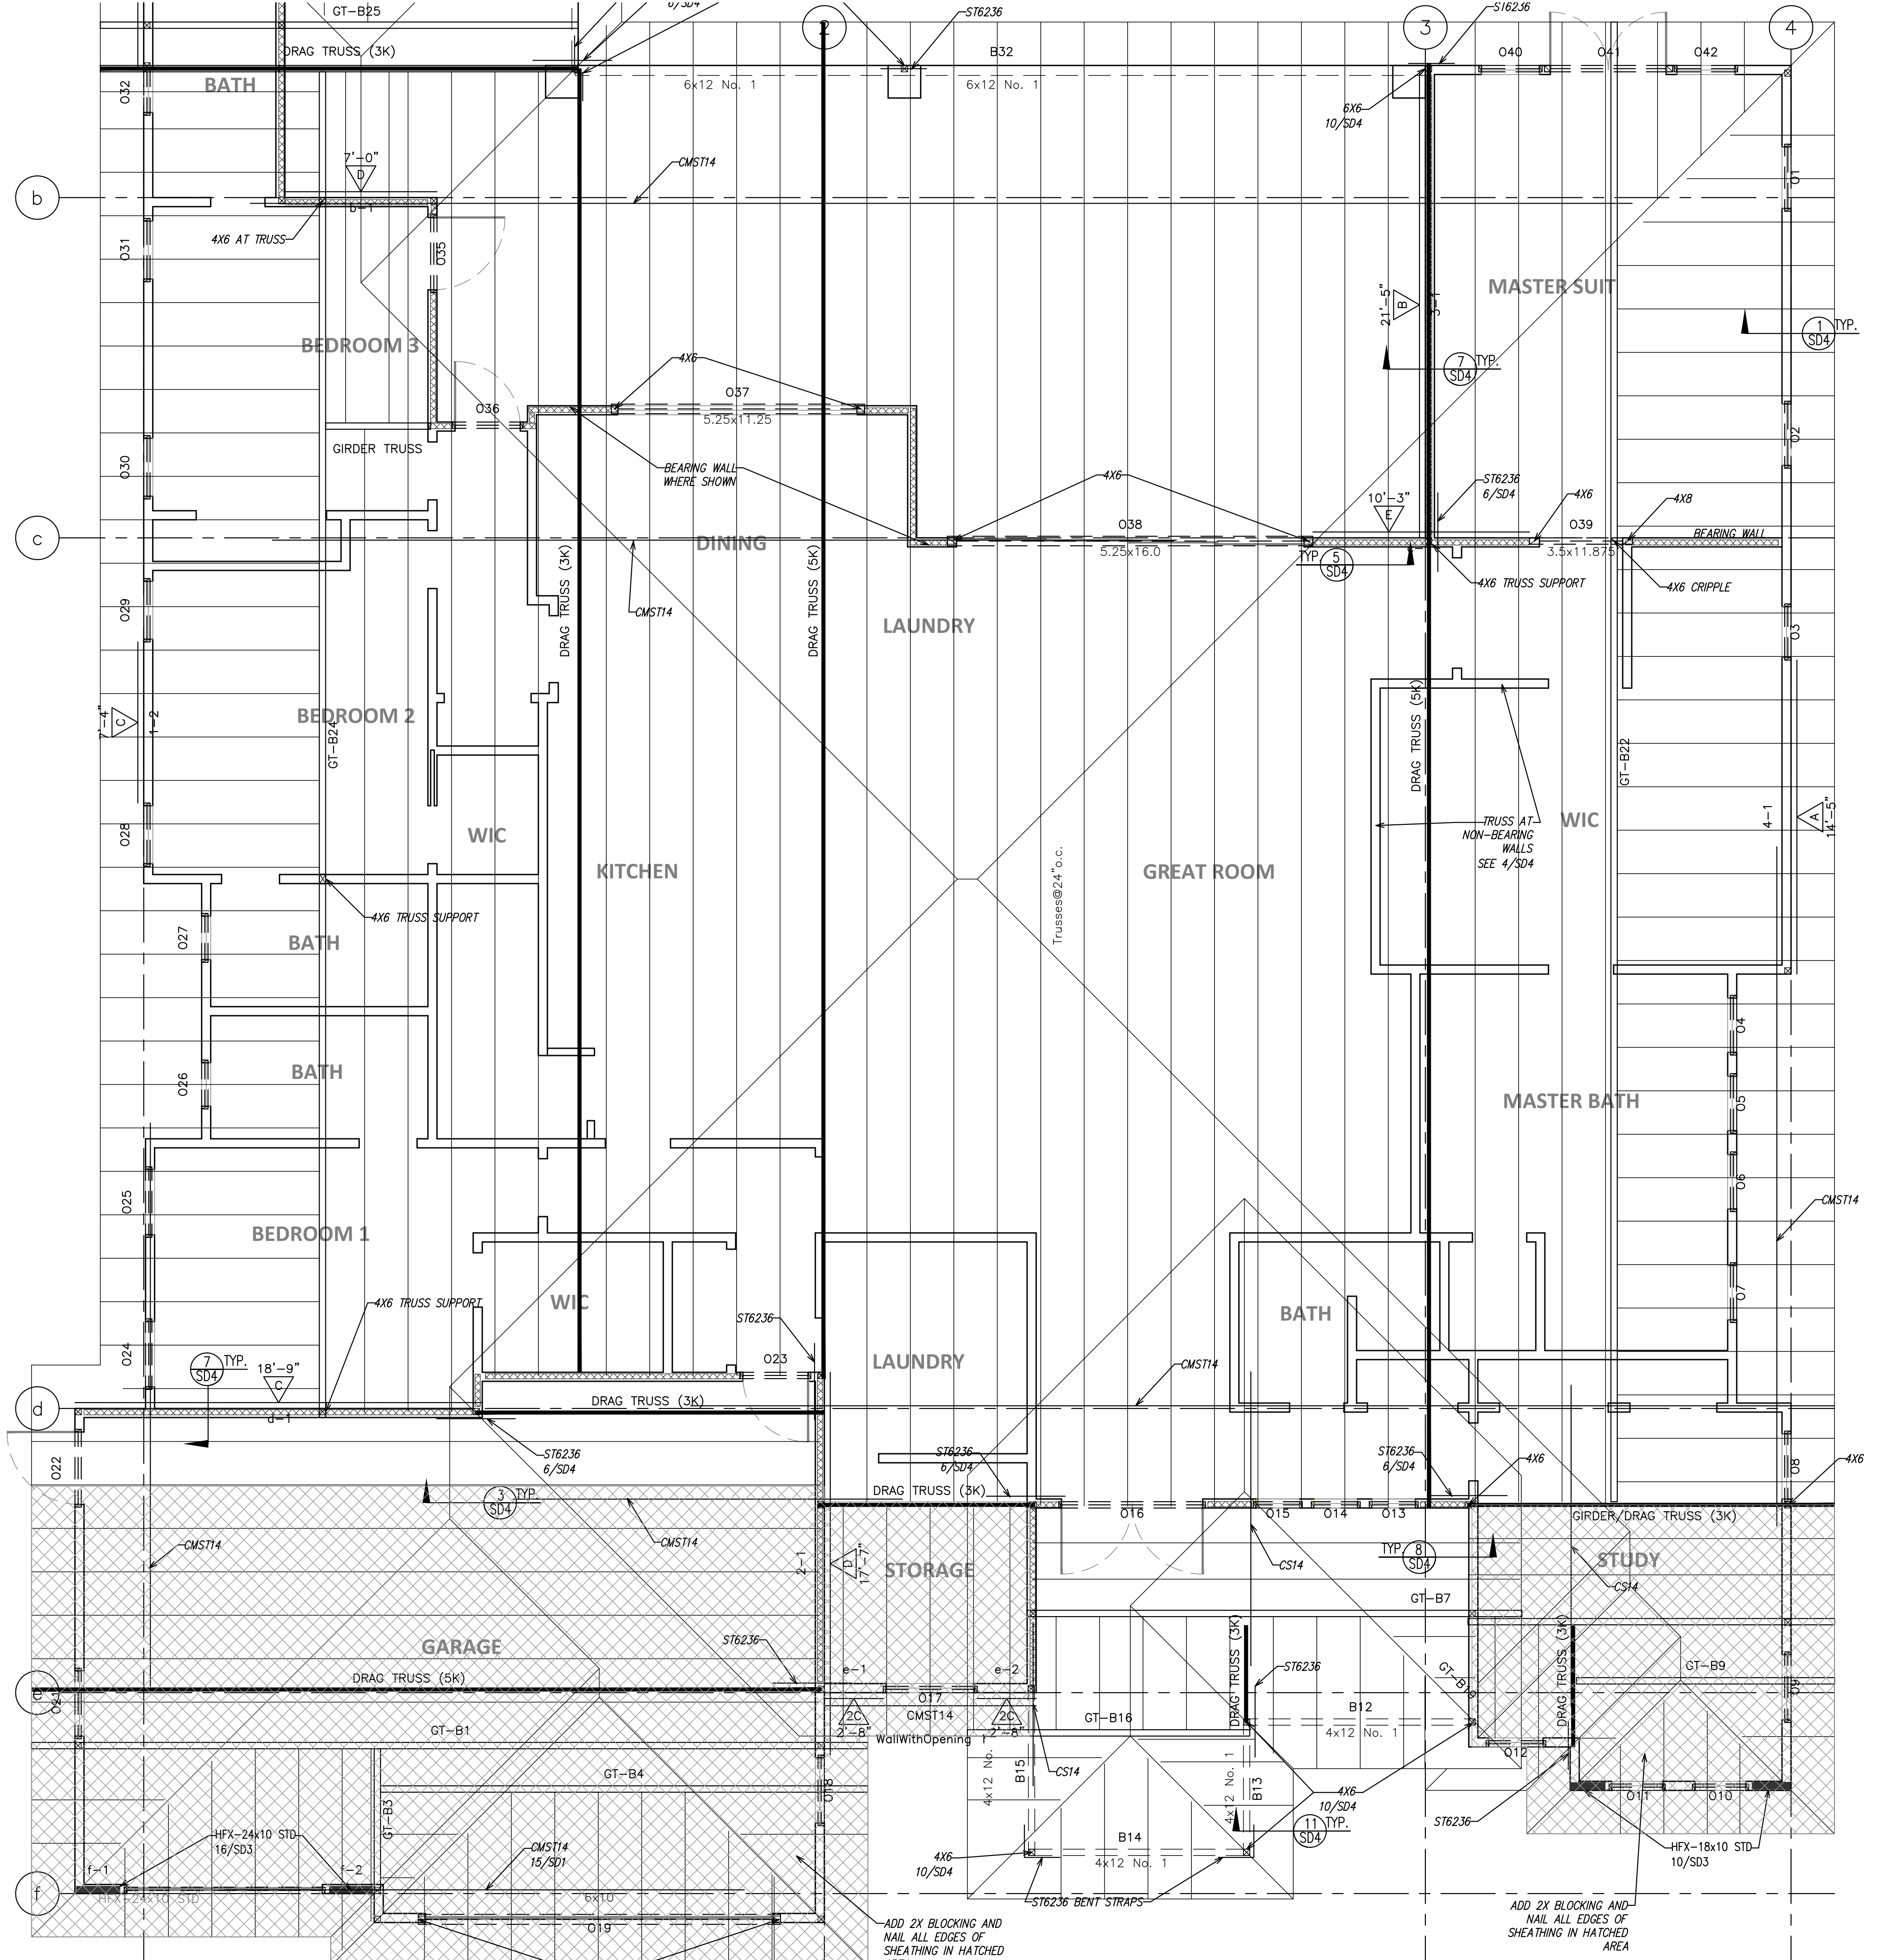 GT-B25
6/SD4
ST6236
ST6236
2
3
4
DRAG TRUSS (3K)
B32
O40
O41
O42
BATH
6x12 No. 1
6x12 No. 1
O32
6X6
10/SD4
7'-0"
D
b-1
CMST14
b
O1
4X6 AT TRUSS
O31
O35
MASTER SUIT
21'-5"
B
3-1
1
SD4
TYP.
BEDROOM 3
4X6
7
SD4
TYP.
O36
O37
5.25x11.25
O2
GIRDER TRUSS
O30
BEARING WALL
WHERE SHOWN
4X6
ST6236
6/SD4
4X6
4X8
10'-3"
E
O38
O39
BEARING WALL
c
DINING
5.25x16.0
3.5x11.875
TYP.
5
SD4
DRAG TRUSS (3K)
DRAG TRUSS (5K)
4X6 TRUSS SUPPORT
4X6 CRIPPLE
O29
CMST14
LAUNDRY
O3
BEDROOM 2
7'-4"
C
1-2
GT-B24
DRAG TRUSS (5K)
GT-B22
O28
WIC
KITCHEN
Trusses@24"o.c.
GREAT ROOM
TRUSS AT
NON-BEARING
WALLS
SEE 4/SD4
WIC
4-1
A
14'-5"
4X6 TRUSS SUPPORT
O27
BATH
O4
O26
BATH
MASTER BATH
O5
O6
O25
CMST14
BEDROOM 1
O7
4X6 TRUSS SUPPORT
WIC
BATH
ST6236
O24
7
SD4
TYP.
18'-9"
C
d-1
O23
LAUNDRY
CMST14
d
DRAG TRUSS (3K)
ST6236
6/SD4
ST6236
6/SD4
ST6236
6/SD4
4X6
O8
4X6
O22
3
SD4
TYP.
DRAG TRUSS (3K)
O16
O15
O14
O13
GIRDER/DRAG TRUSS (3K)
CMST14
CMST14
2-1
D
17'-7"
STORAGE
CS14
TYP.
8
SD4
STUDY
CS14
GT-B7
GARAGE
ST6236
DRAG TRUSS (5K)
e-1
e-2
DRAG TRUSS (3K)
ST6236
GT-B10
DRAG TRUSS (3K)
GT-B9
e
O21
O17
CMST14
2C
2'-8"
2C
2'-8"
WallWithOpening 1
GT-B16
B12
4x12 No. 1
O9
GT-B1
O12
GT-B4
GT-B3
O18
4x12 No. 1
B15
CS14
4x12 No. 1
B13
4X6
10/SD4
O11
O10
HFX-24x10 STD
16/SD3
CMST14
15/SD1
B14
4x12 No. 1
4X6
10/SD4
11
SD4
TYP.
ST6236
HFX-18x10 STD
10/SD3
f-1
f-2
f
HFX-24x10 STD
6x10
O19
ST6236 BENT STRAPS
ADD 2X BLOCKING AND
NAIL ALL EDGES OF
SHEATHING IN HATCHED
ADD 2X BLOCKING AND
NAIL ALL EDGES OF
SHEATHING IN HATCHED
AREA